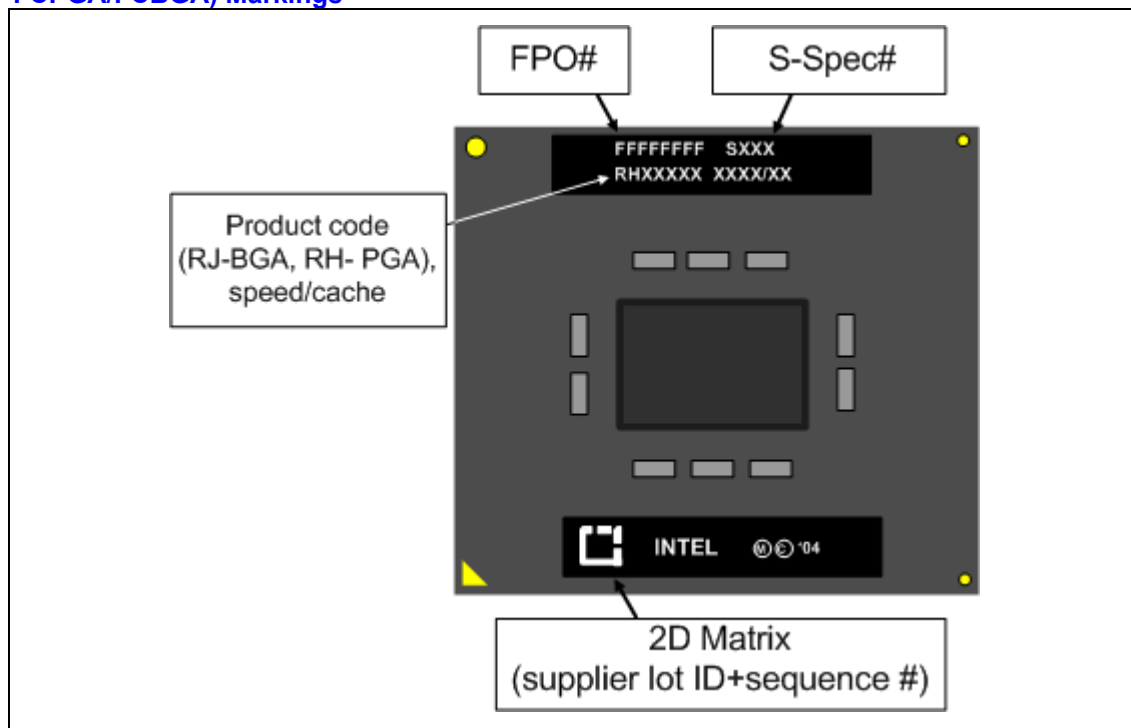 FPO#
S-Spec#
FFFFFFFF SXXX
RHXXXXX XXXX/XX
Product code
(RJ-BGA, RH- PGA),
speed/cache
INTEL Ⓜ Ⓒ '04
2D Matrix
(supplier lot ID+sequence #)